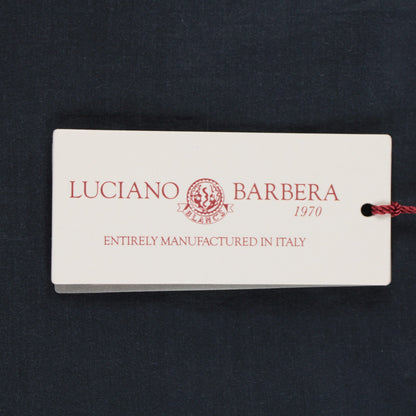 LUCIANO BARBERA
1970
ENTIRELY MANUFACTURED IN ITALY